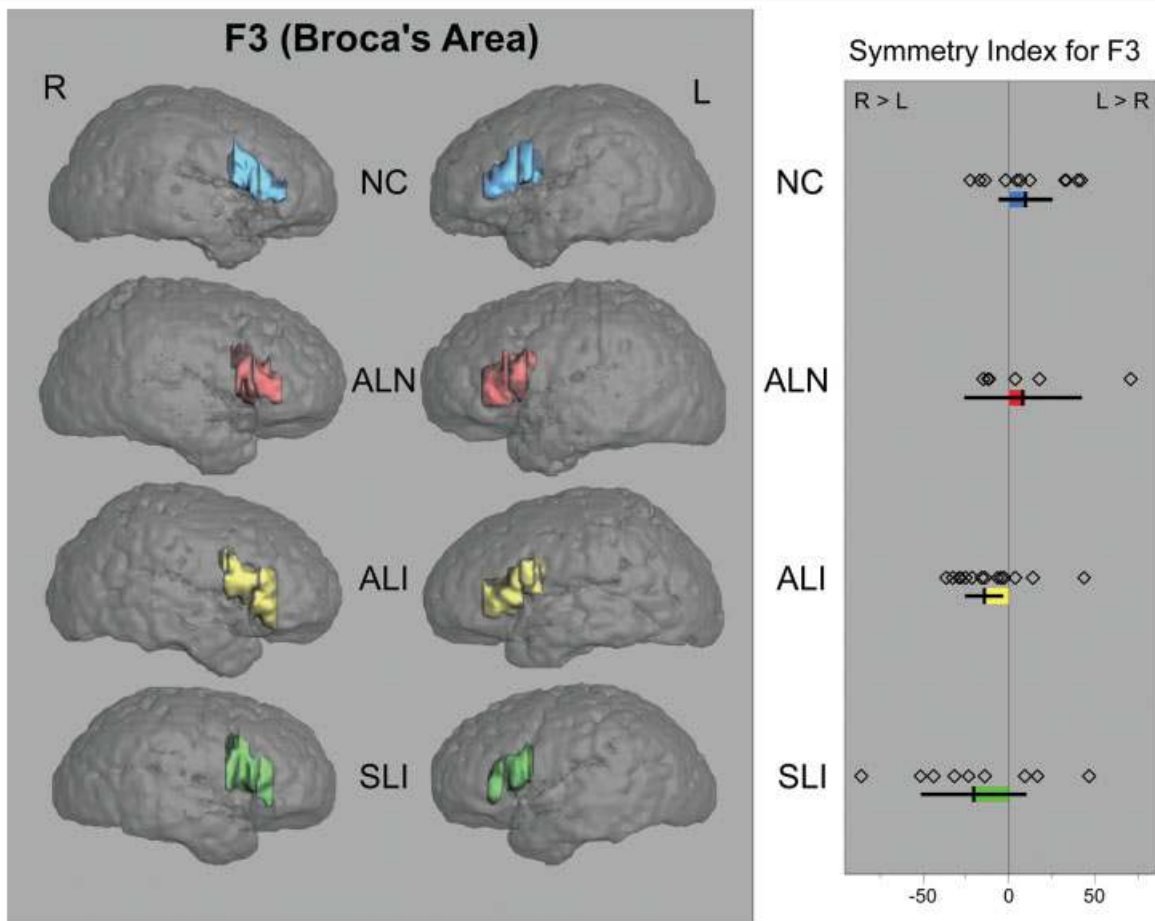 F3 (Broca's Area)
R
L
NC
ALN
ALI
SLI
Symmetry Index for F3
R > L
L > R
NC
ALN
ALI
SLI
-50
0
50